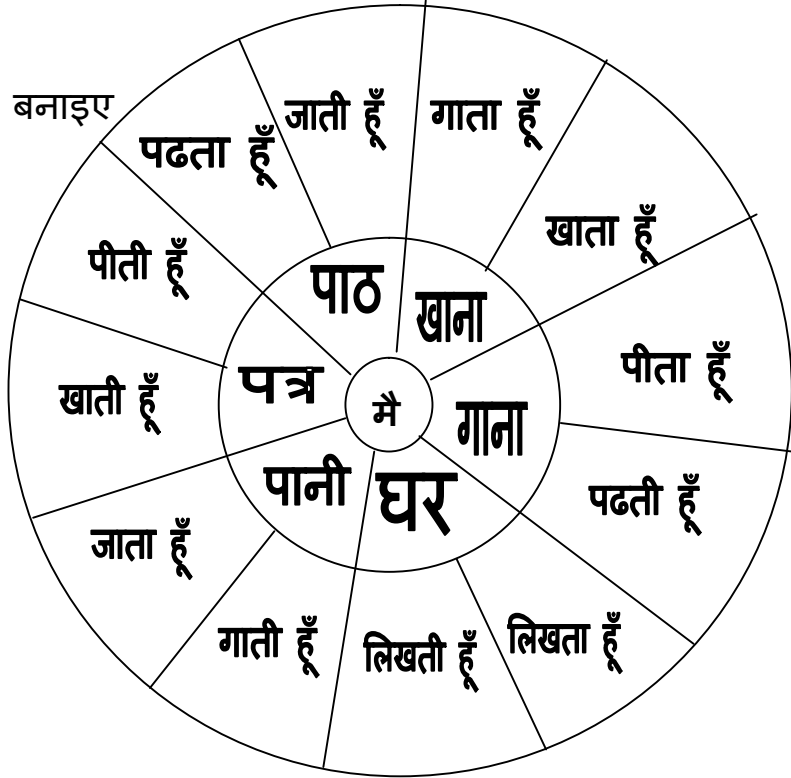 बनाइए
जाती हूँ
गाता हूँ
खाता हूँ
पीता हूँ
पढती हूँ
लिखता हूँ
लिखती हूँ
गाती हूँ
जाता हूँ
खाती हूँ
पीती हूँ
पढता हूँ
पाठ
खाना
गाना
घर
पानी
पत्र
मै